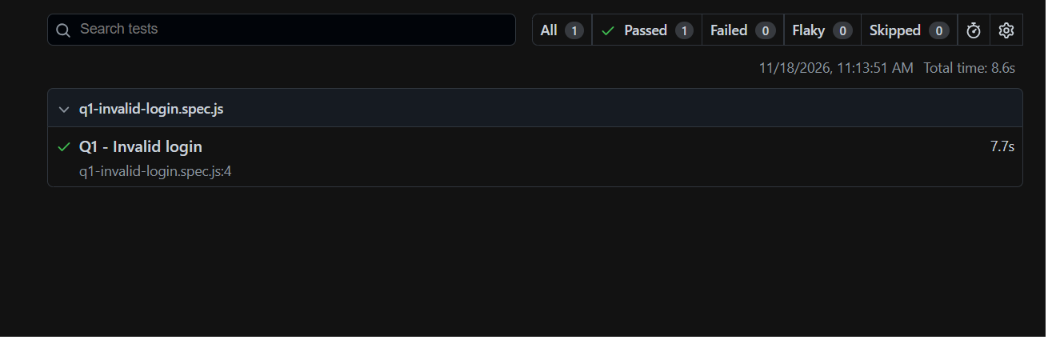 Search tests
All 1 Passed 1 Failed 0 Flaky 0 Skipped 0
11/18/2026, 11:13:51 AM Total time: 8.6s
q1-invalid-login.spec.js
Q1 - Invalid login 7.7s
q1-invalid-login.spec.js:4